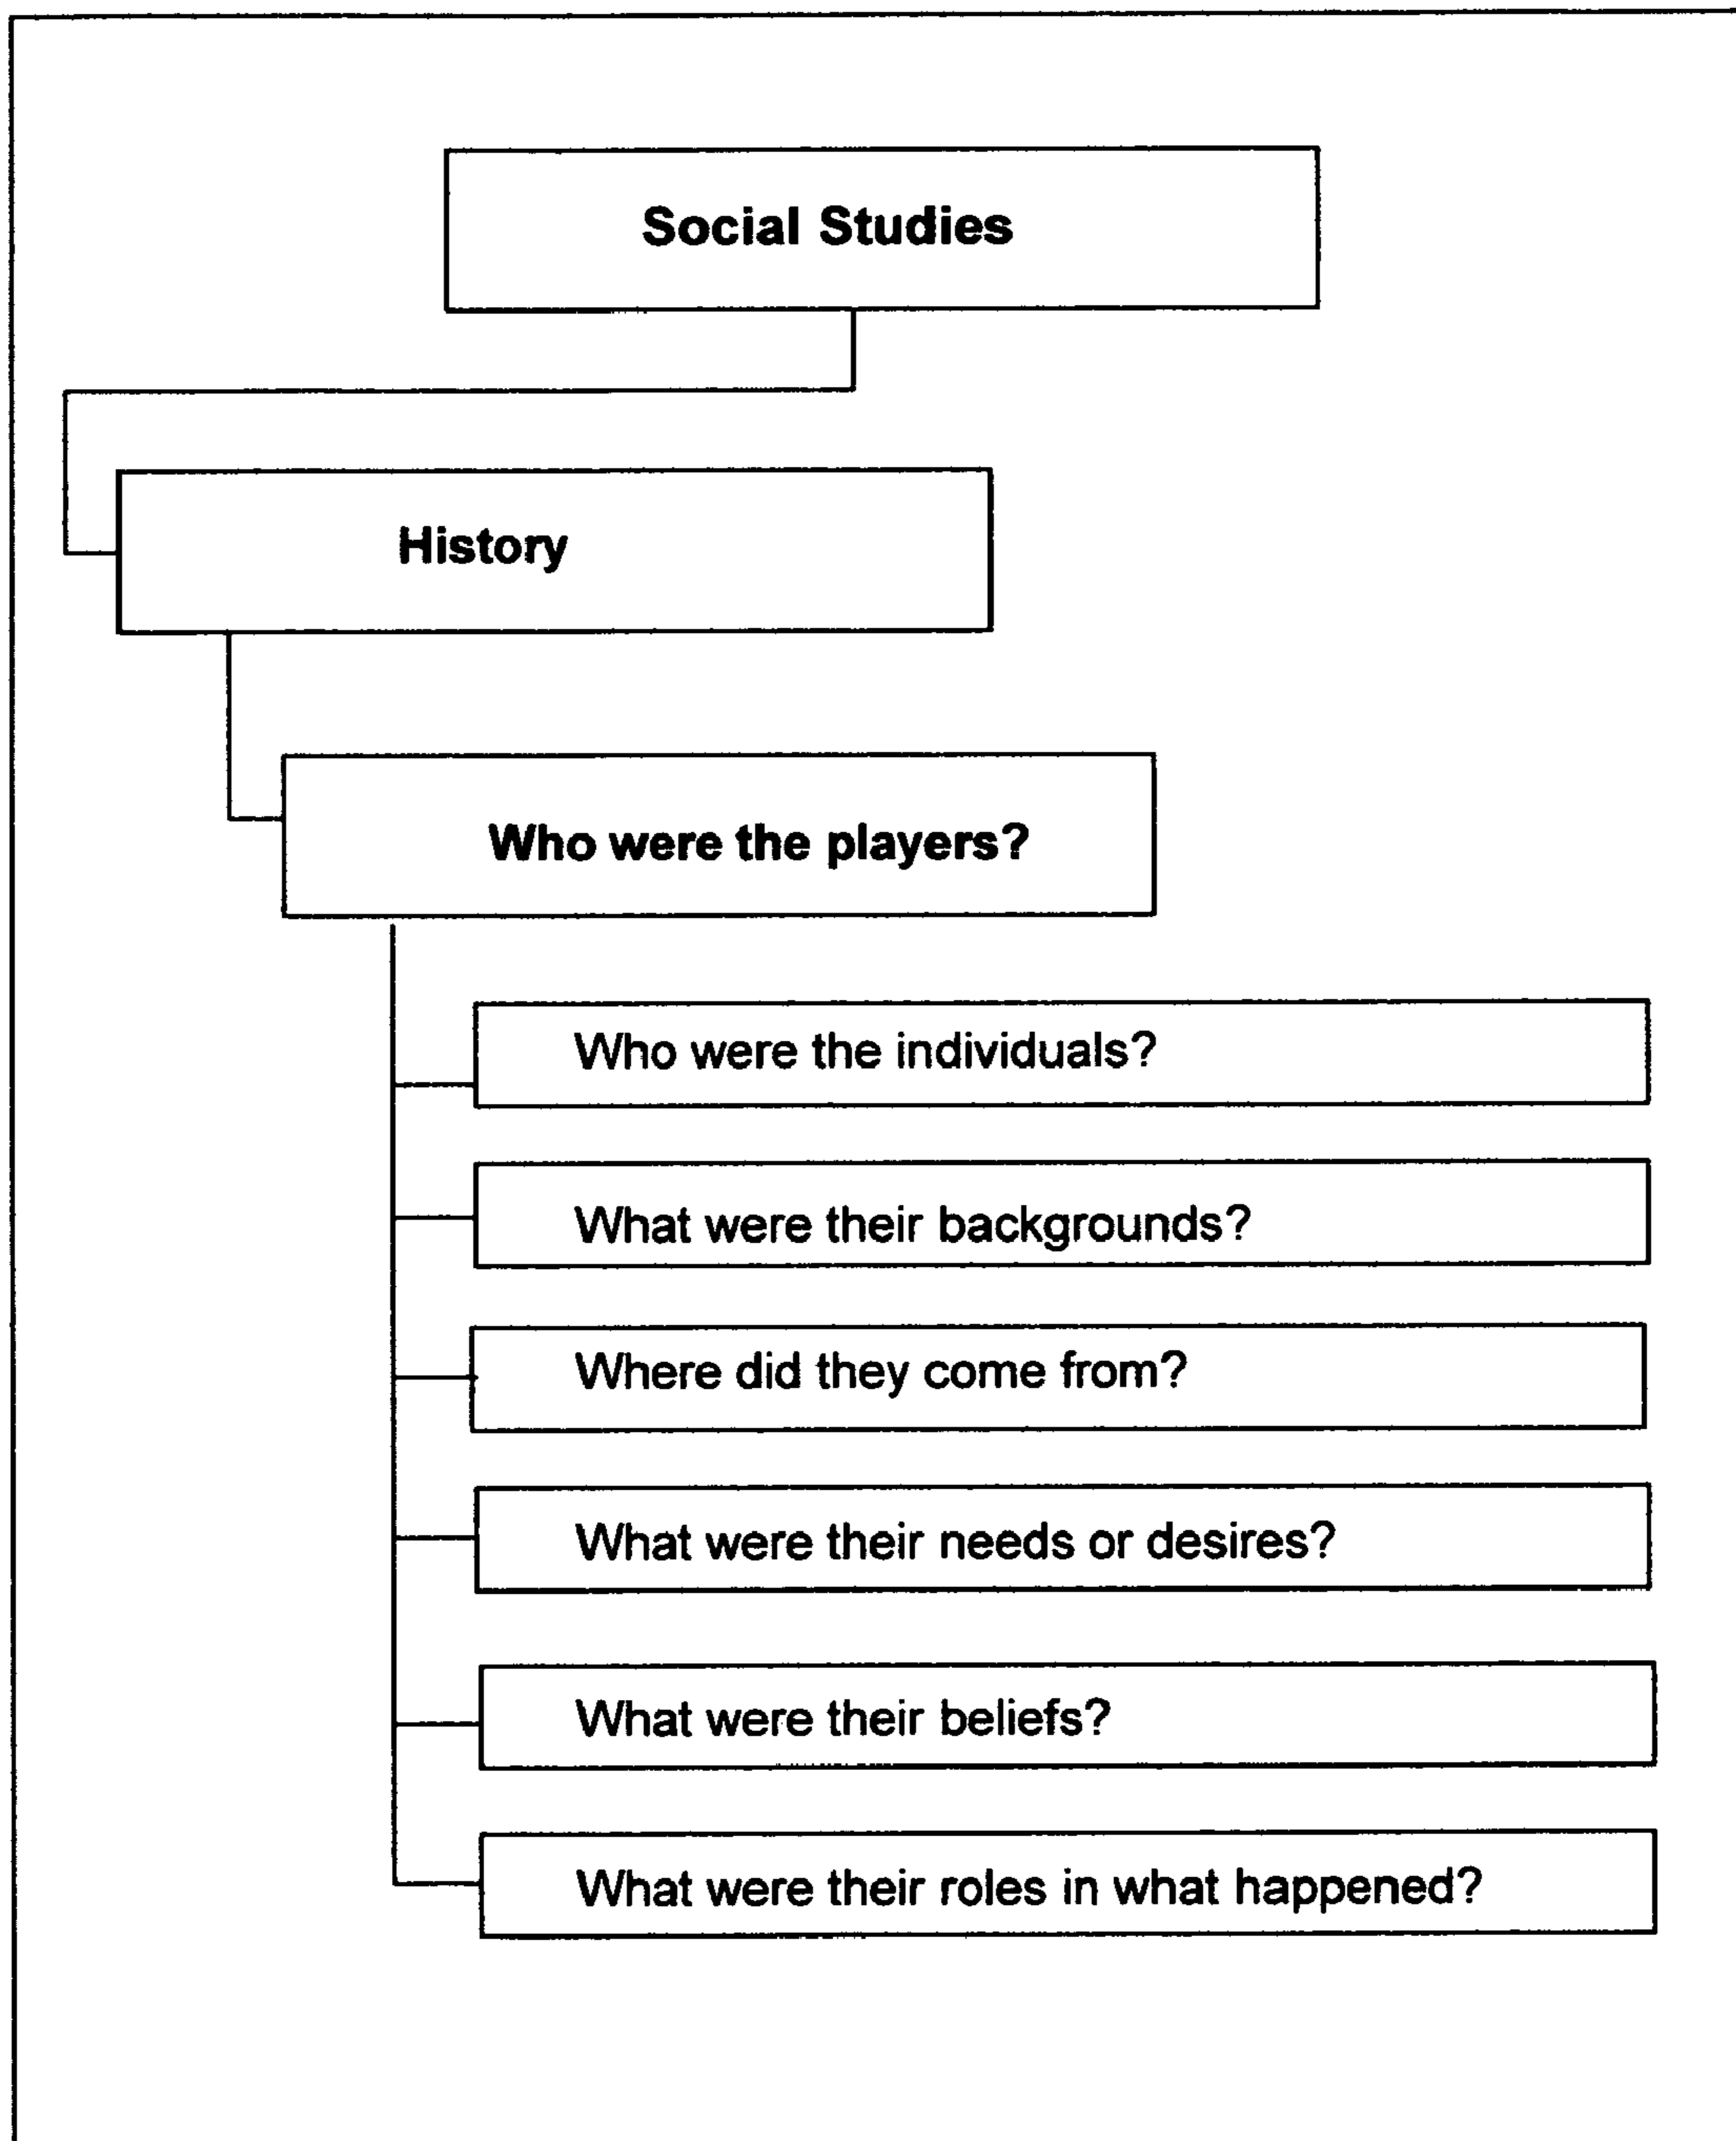 Social Studies
History
Who were the players?
Who were the individuals?
What were their backgrounds?
Where did they come from?
What were their needs or desires?
What were their beliefs?
What were their roles in what happened?